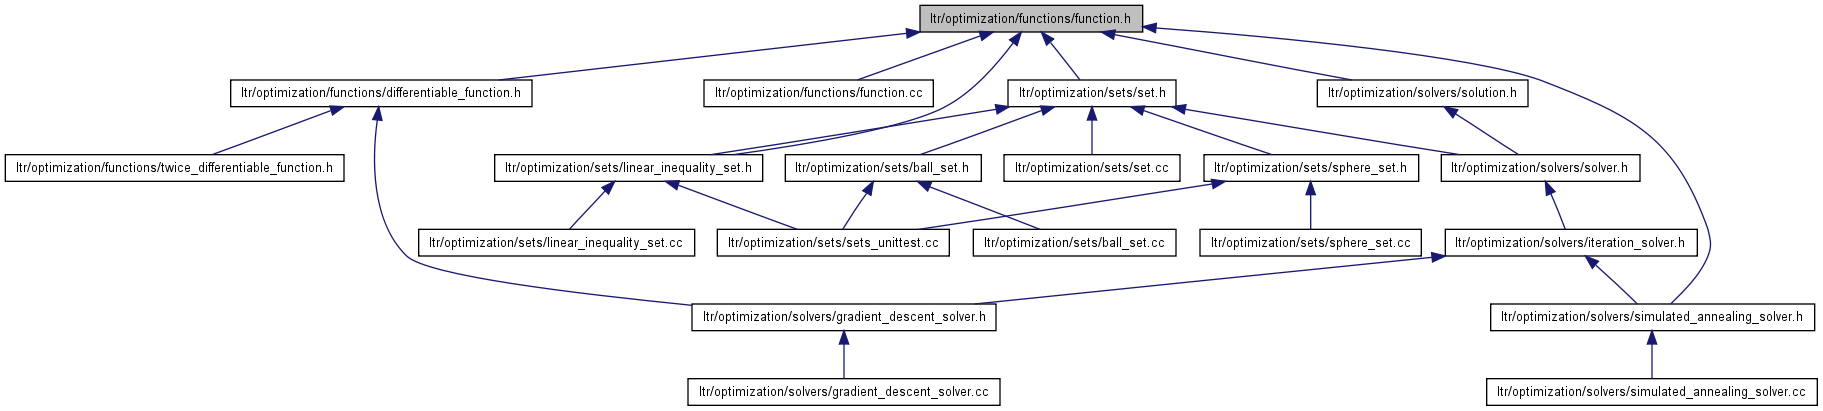 ltr/optimization/functions/function.h
ltr/optimization/functions/differentiable_function.h
ltr/optimization/functions/function.cc
ltr/optimization/sets/set.h
ltr/optimization/solvers/solution.h
ltr/optimization/functions/twice_differentiable_function.h
ltr/optimization/sets/linear_inequality_set.h
ltr/optimization/sets/ball_set.h
ltr/optimization/sets/set.cc
ltr/optimization/sets/sphere_set.h
ltr/optimization/solvers/solver.h
ltr/optimization/sets/linear_inequality_set.cc
ltr/optimization/sets/sets_unittest.cc
ltr/optimization/sets/ball_set.cc
ltr/optimization/sets/sphere_set.cc
ltr/optimization/solvers/iteration_solver.h
ltr/optimization/solvers/gradient_descent_solver.h
ltr/optimization/solvers/simulated_annealing_solver.h
ltr/optimization/solvers/gradient_descent_solver.cc
ltr/optimization/solvers/simulated_annealing_solver.cc